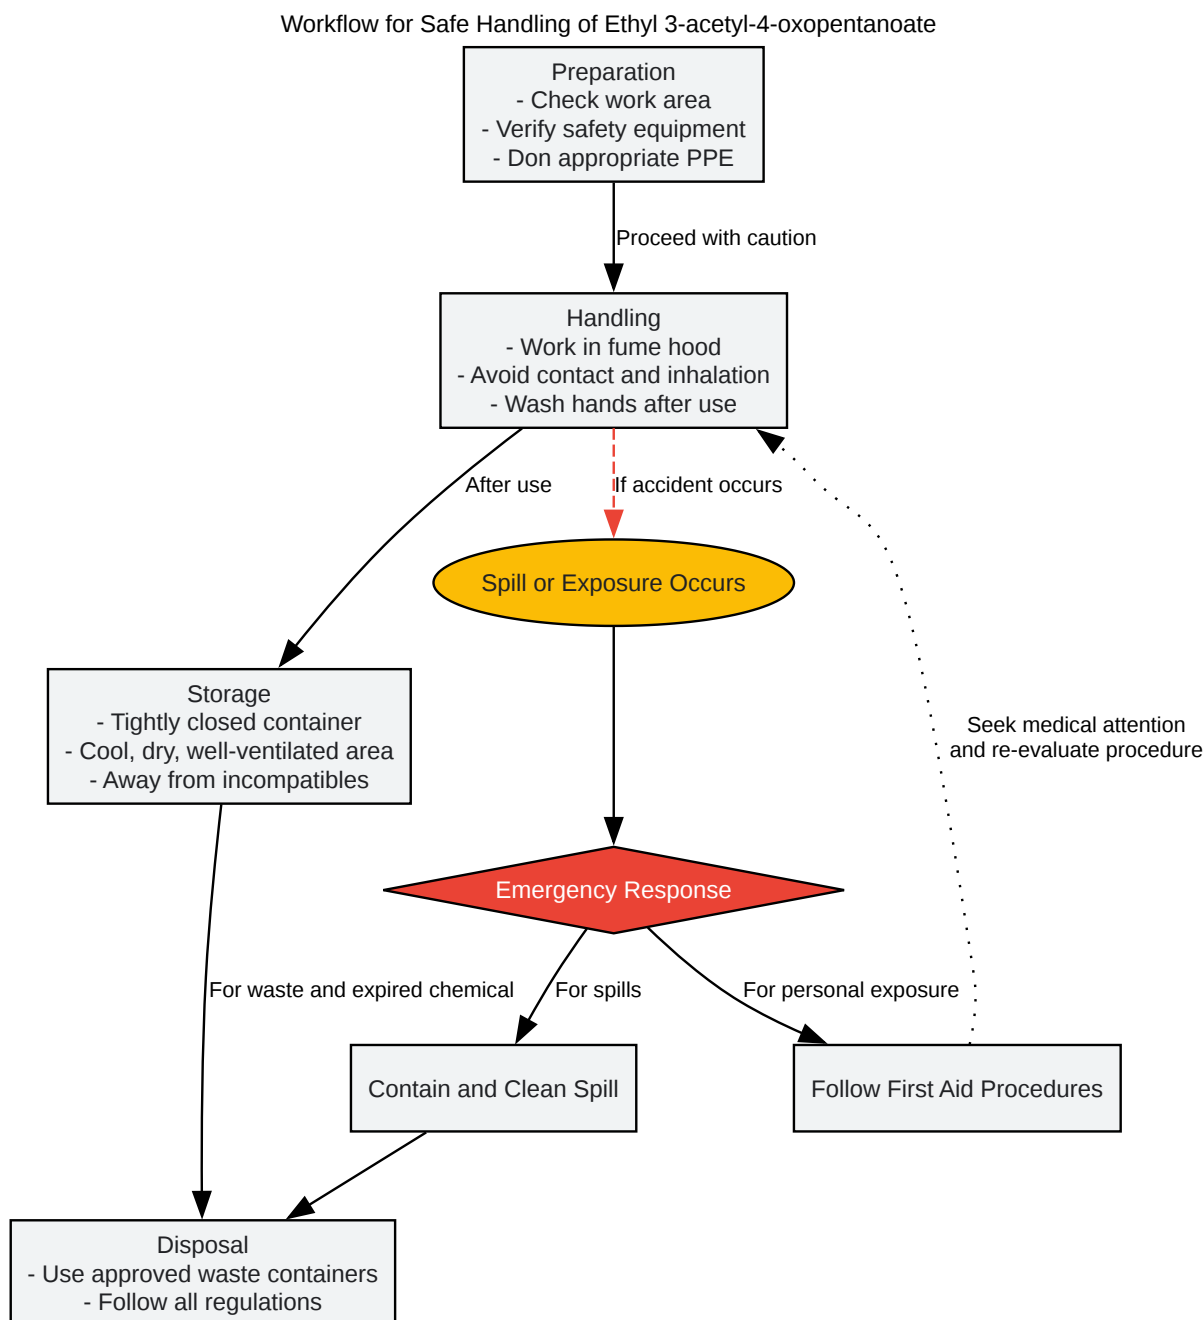 Workflow for Safe Handling of Ethyl 3-acetyl-4-oxopentanoate
Preparation
- Check work area
- Verify safety equipment
- Don appropriate PPE
Proceed with caution
Handling
- Work in fume hood
- Avoid contact and inhalation
- Wash hands after use
After use
If accident occurs
Spill or Exposure Occurs
Storage
- Tightly closed container
- Cool, dry, well-ventilated area
- Away from incompatibles
Seek medical attention
and re-evaluate procedure
Emergency Response
For waste and expired chemical
For spills
For personal exposure
Contain and Clean Spill
Follow First Aid Procedures
Disposal
- Use approved waste containers
- Follow all regulations